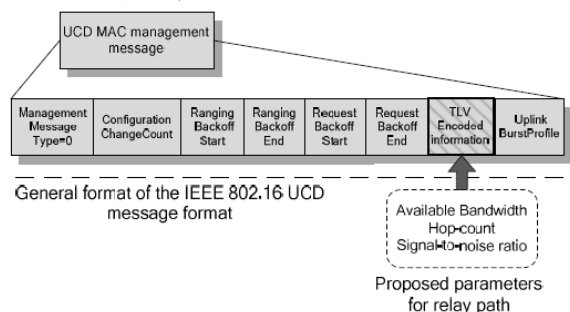 UCD MAC management
message
Management
Message
Type=0
Configuration
ChangeCount
Ranging
Backoff
Start
Ranging
Backoff
End
Request
Backoff
Start
Request
Backoff
End
TLV
Encoded
information
Uplink
BurstProfile
General format of the IEEE 802.16 UCD
message format
Available Bandwidth
Hop-count
Signal-to-noise ratio
Proposed parameters
for relay path